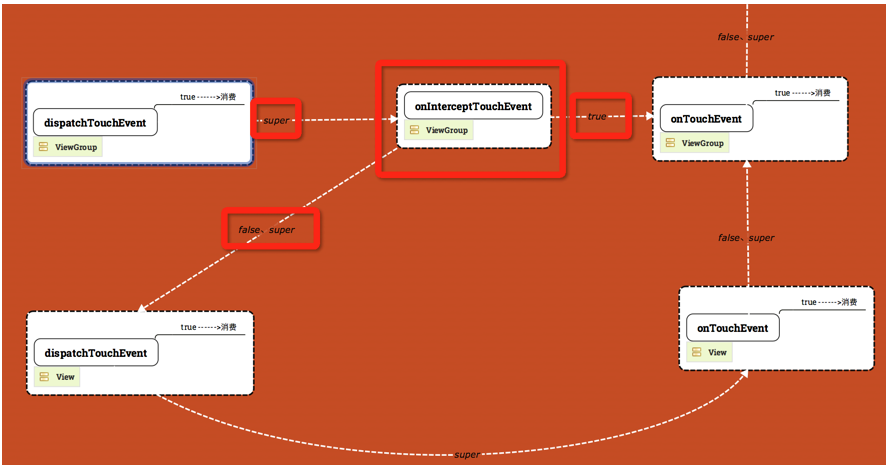 false、super
true ------>消费
dispatchTouchEvent
ViewGroup
super
onInterceptTouchEvent
ViewGroup
true
true ------>消费
onTouchEvent
ViewGroup
false、super
false、super
true ------>消费
dispatchTouchEvent
View
true ------>消费
onTouchEvent
View
super